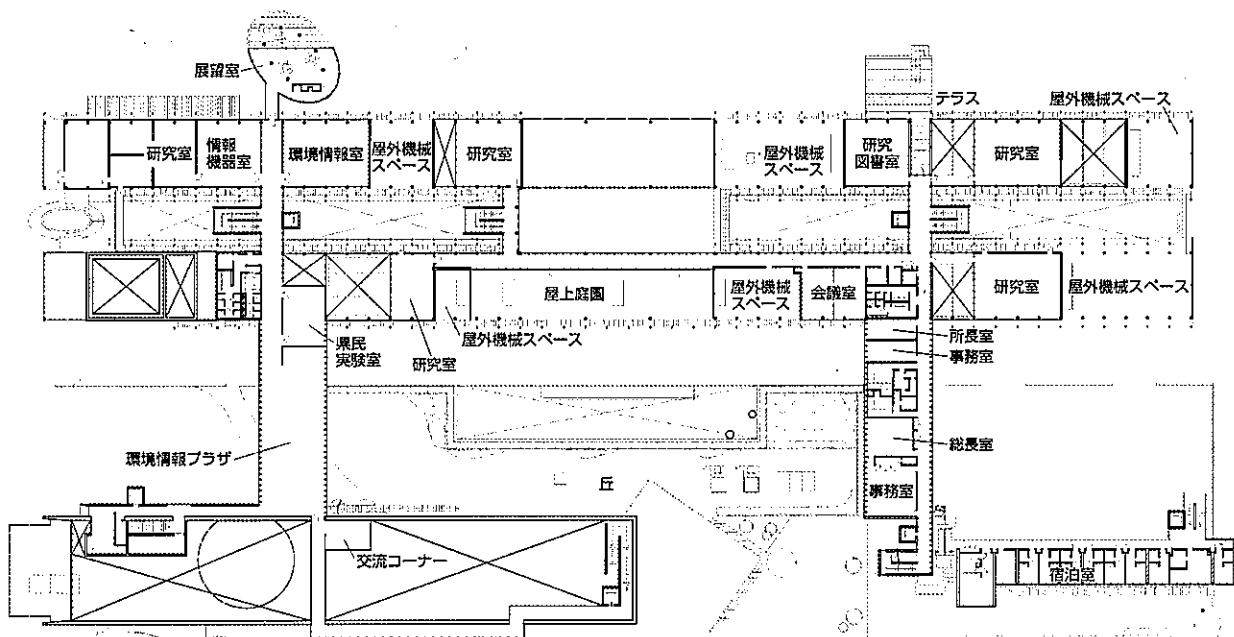 展望室
テラス
屋外機械スペース
研究室
情報
機器室
環境情報室
屋外機械
スペース
研究室
屋外機械
スペース
研究
図書室
研究室
県民
実験室
研究室
屋外機械スペース
屋上庭園
屋外機械
スペース
会議室
研究室
屋外機械スペース
所長室
事務室
環境情報プラザ
丘
総長室
事務室
交流コーナー
宿泊室